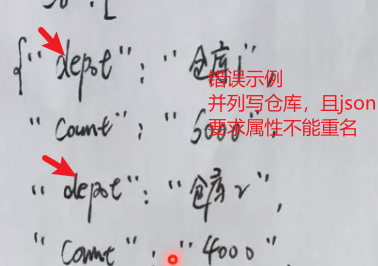 {"depot":"仓库1",
"Count":"6000",
"depot":"仓库2",
"Count":"4000",
错误示例
并列写仓库，且json
要求属性不能重名